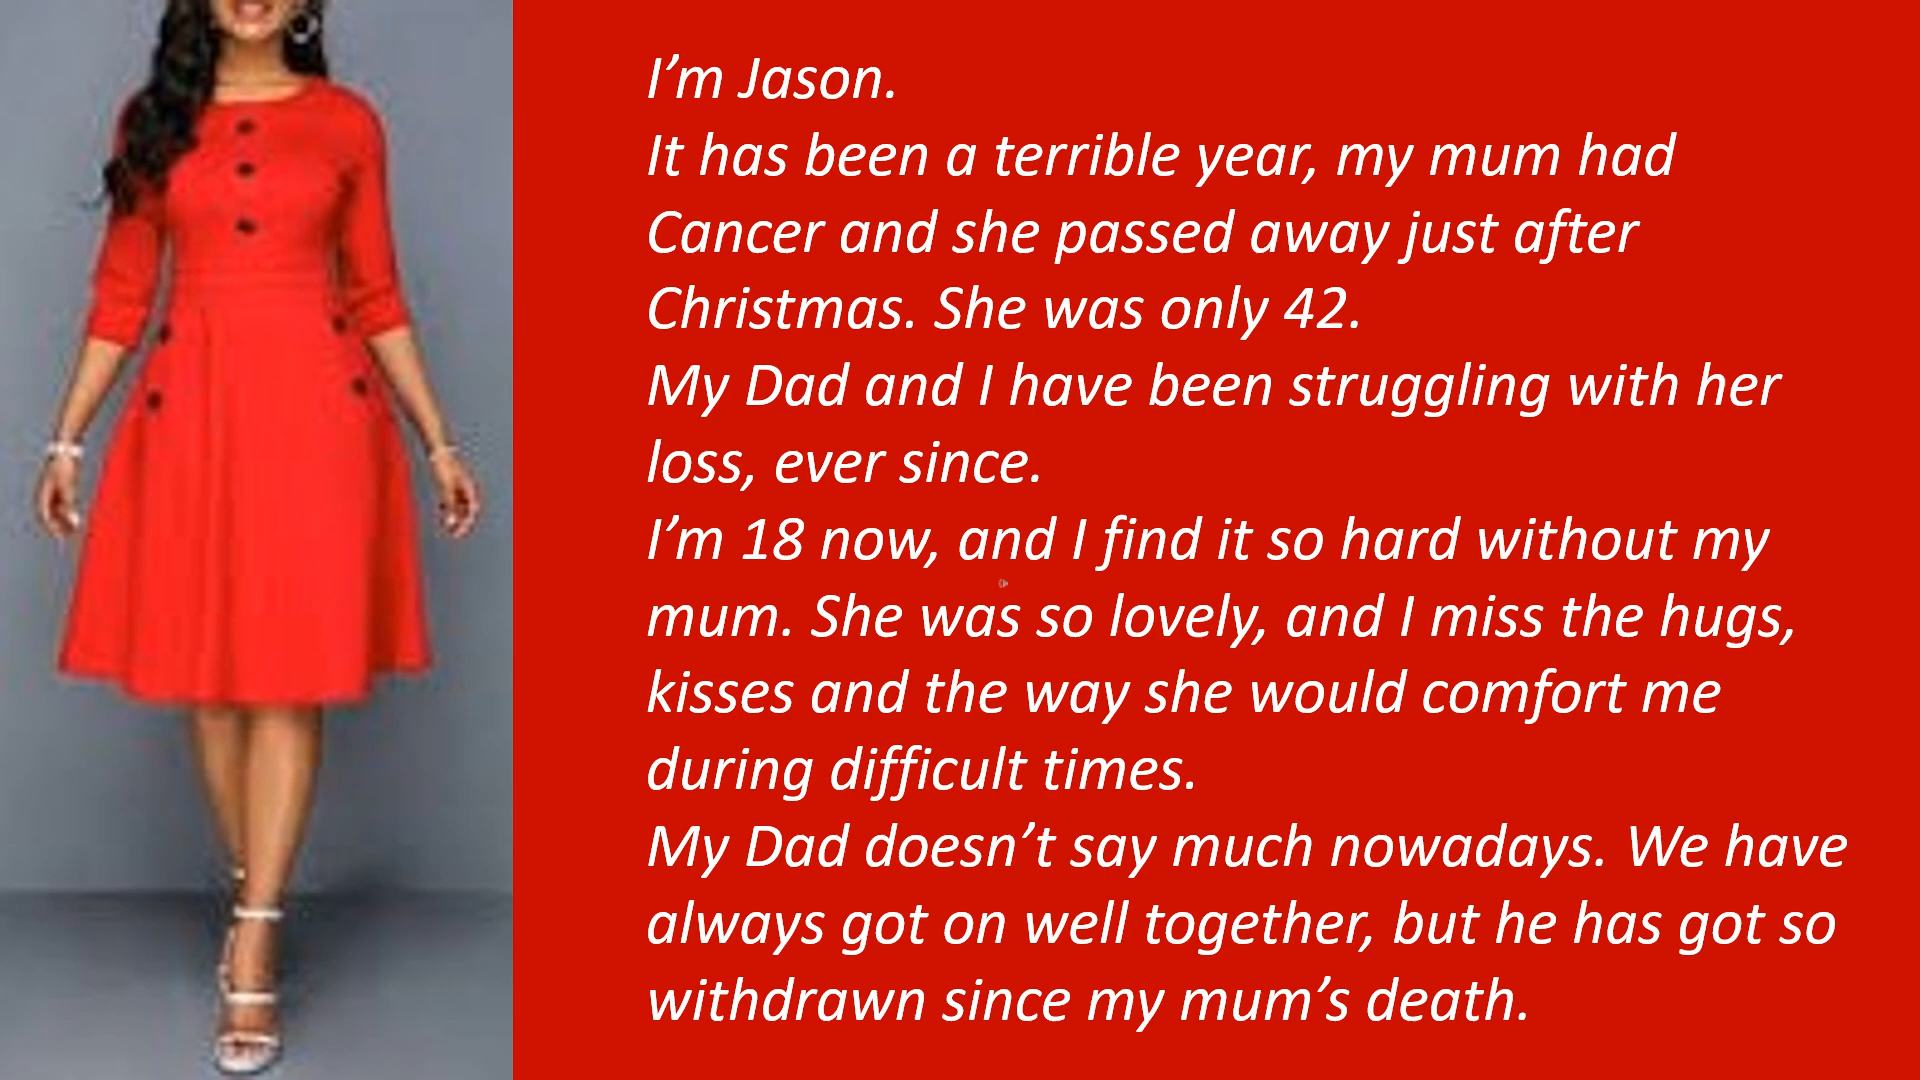 I’m Jason.
It has been a terrible year, my mum had
Cancer and she passed away just after
Christmas. She was only 42.
My Dad and I have been struggling with her
loss, ever since.
I’m 18 now, and I find it so hard without my
mum. She was so lovely, and I miss the hugs,
kisses and the way she would comfort me
during difficult times.
My Dad doesn’t say much nowadays. We have
always got on well together, but he has got so
withdrawn since my mum’s death.